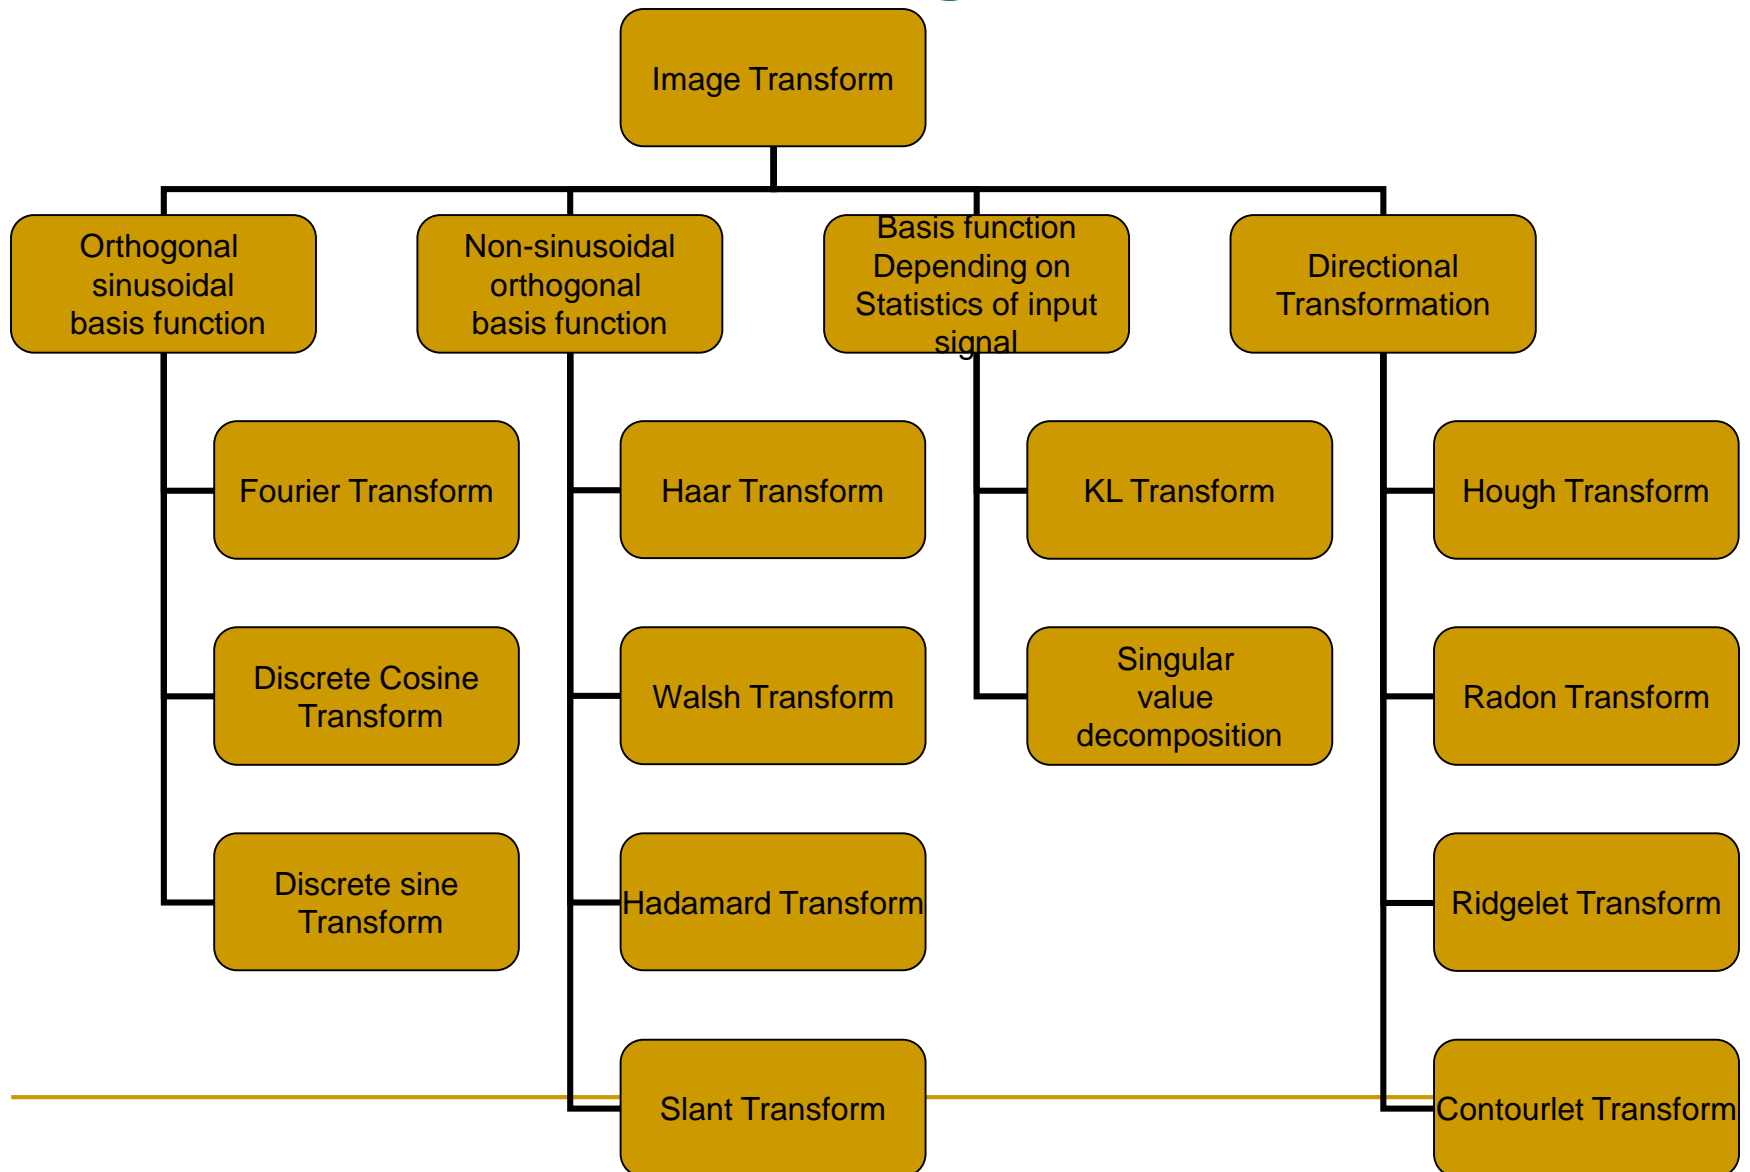 Image Transform
Orthogonal
sinusoidal
basis function
Non-sinusoidal
orthogonal
basis function
Basis function
Depending on
Statistics of input
signal
Directional
Transformation
Fourier Transform
Haar Transform
KL Transform
Hough Transform
Discrete Cosine
Transform
Walsh Transform
Singular
value
decomposition
Radon Transform
Discrete sine
Transform
Hadamard Transform
Ridgelet Transform
Slant Transform
Contourlet Transform